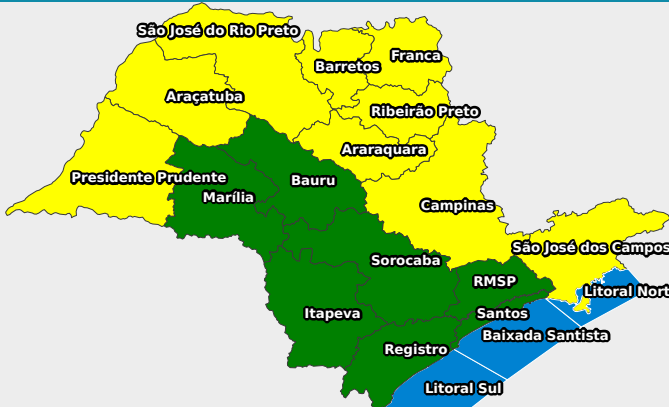 São José do Rio Preto
Franca
Barretos
Araçatuba
Ribeirão Preto
Araraquara
Presidente Prudente
Bauru
Marília
Campinas
São José dos Campos
Sorocaba
RMSP
Litoral Nort
Itapeva
Santos
Baixada Santista
Registro
Litoral Sul